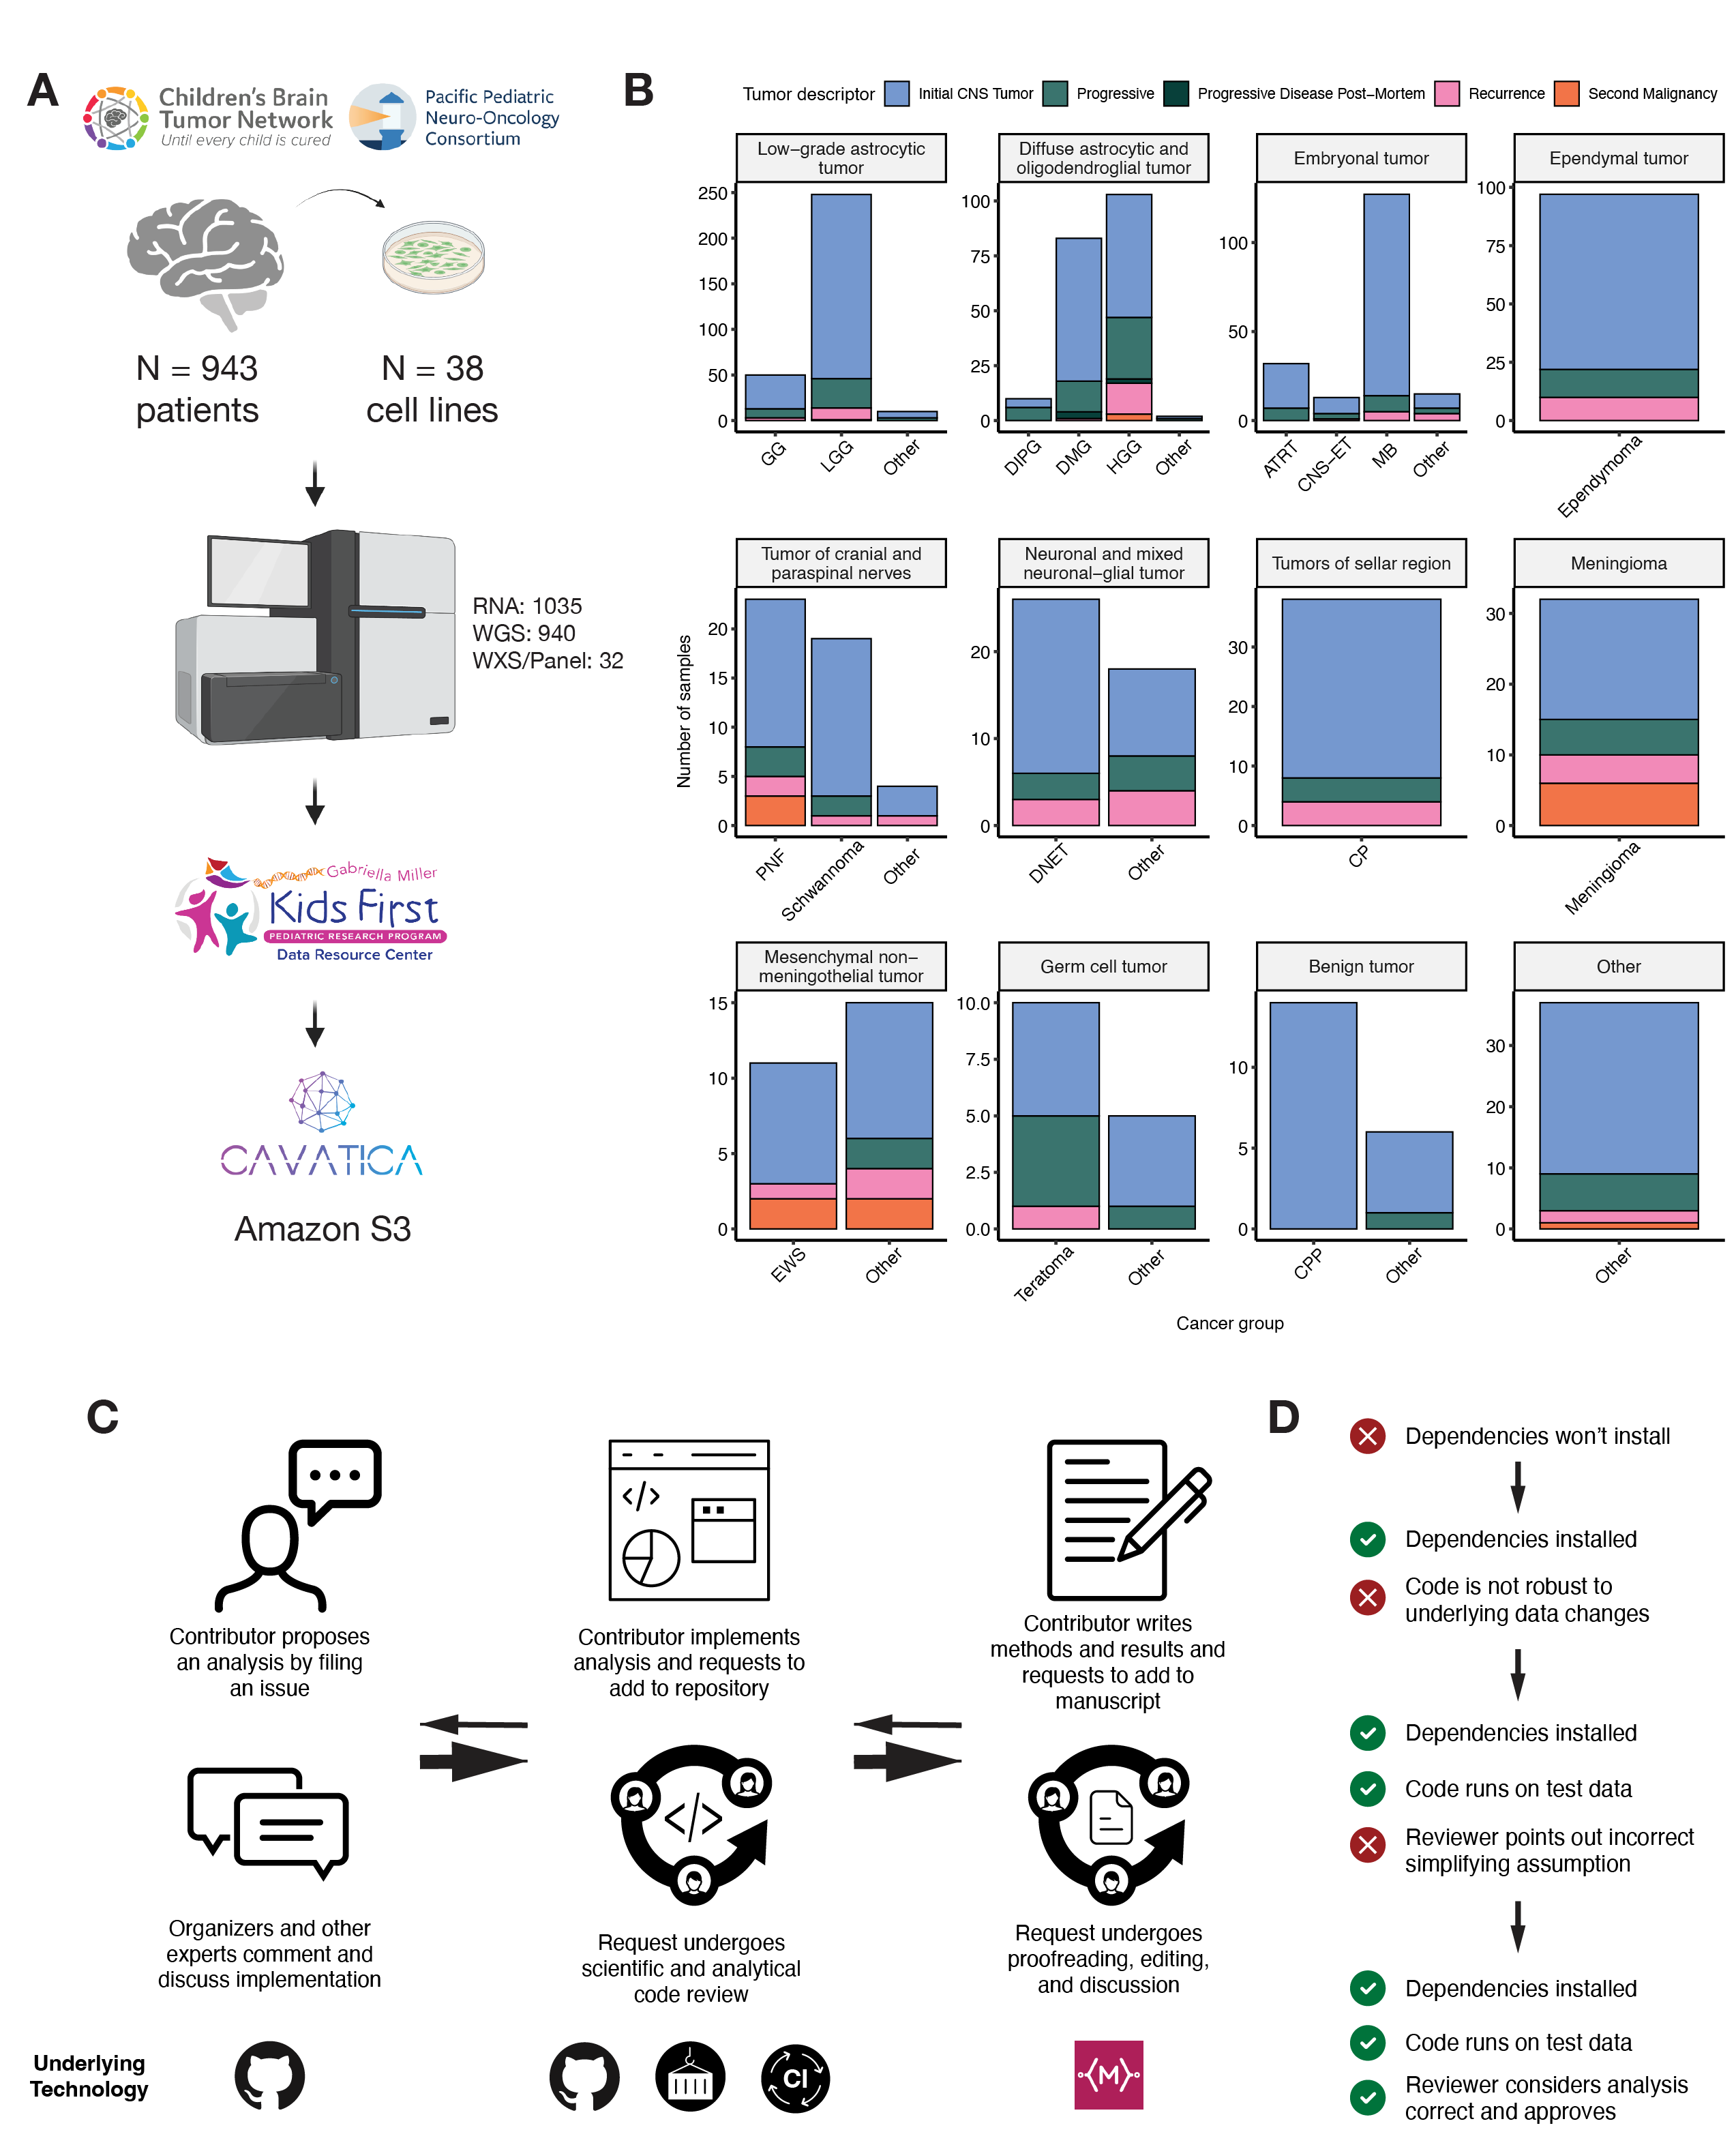 A
Children's Brain
Tumor Network
Until every child is cured
Pacific Pediatric
Neuro-Oncology
Consortium
N = 943
patients
N = 38
cell lines
RNA: 1035
WGS: 940
WXS/Panel: 32
Gabriella Miller
Kids First
PEDIATRIC RESEARCH PROGRAM
Data Resource Center
CAVATICA
Amazon S3
B
Tumor descriptor
Initial CNS Tumor
Progressive
Progressive Disease Post−Mortem
Recurrence
Second Malignancy
Number of samples
Low−grade astrocytic
tumor
250
200
150
100
50
0
GG
LGG
Other
Diffuse astrocytic and
oligodendroglial tumor
100
75
50
25
0
DIPG
DMG
HGG
Other
Embryonal tumor
100
50
0
ATRT
CNS−ET
MB
Other
Ependymal tumor
100
75
50
25
0
Ependymoma
Tumor of cranial and
paraspinal nerves
20
15
10
5
0
PNF
Schwannoma
Other
Neuronal and mixed
neuronal−glial tumor
20
10
0
DNET
Other
Tumors of sellar region
30
20
10
0
CP
Meningioma
30
20
10
0
Meningioma
Mesenchymal non−
meningothelial tumor
15
10
5
0
EWS
Other
Germ cell tumor
10.0
7.5
5.0
2.5
0.0
Teratoma
Other
Benign tumor
10
5
0
CPP
Other
Other
30
20
10
0
Other
Cancer group
C
Contributor proposes
an analysis by filing
an issue
Organizers and other
experts comment and
discuss implementation
</>
Contributor implements
analysis and requests to
add to repository
</>
Request undergoes
scientific and analytical
code review
Contributor writes
methods and results and
requests to add to
manuscript
Request undergoes
proofreading, editing,
and discussion
Underlying
Technology
CI
M
D
Dependencies won't install
Dependencies installed
Code is not robust to
underlying data changes
Dependencies installed
Code runs on test data
Reviewer points out incorrect
simplifying assumption
Dependencies installed
Code runs on test data
Reviewer considers analysis
correct and approves